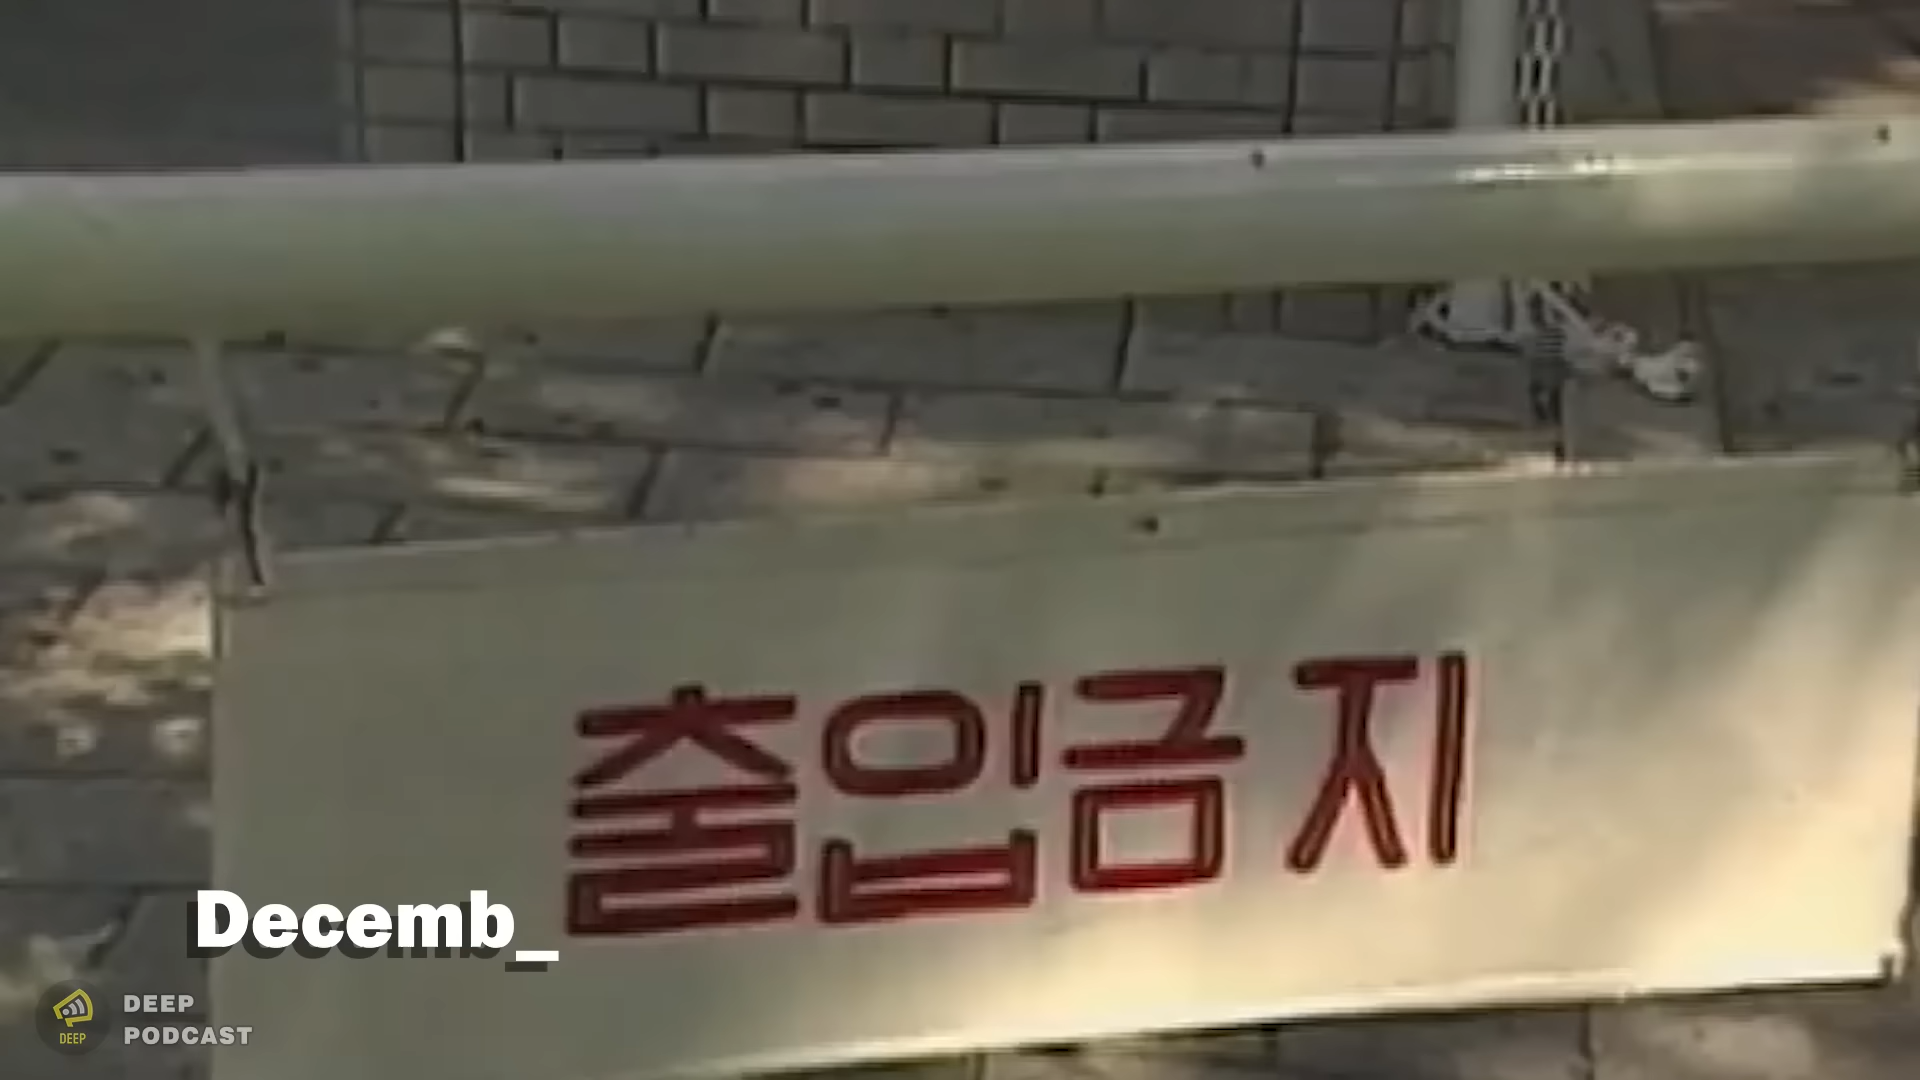 출입금지
Decemb_
DEEP
DEEP
PODCAST